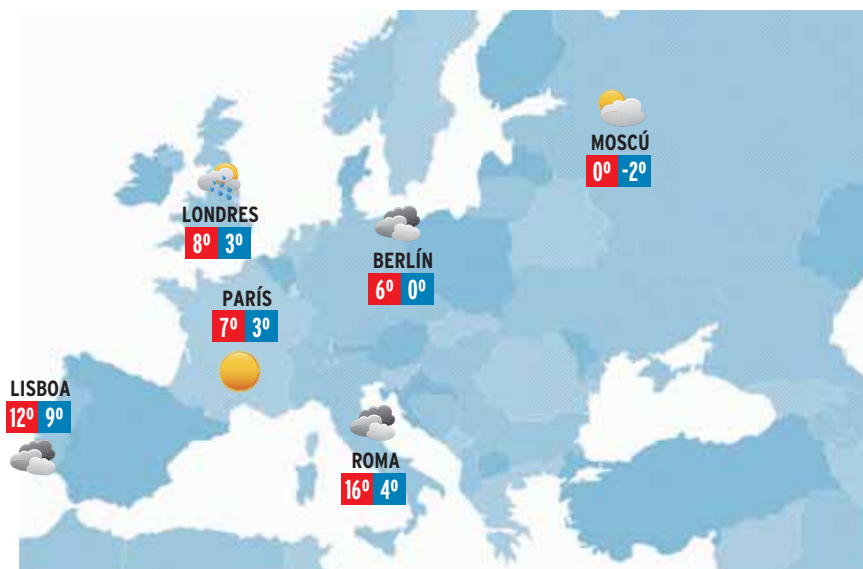 MOSCÚ
0º -2º
LONDRES
8º 3º
BERLÍN
6º 0º
PARÍS
7º 3º
LISBOA
12º 9º
ROMA
16º 4º